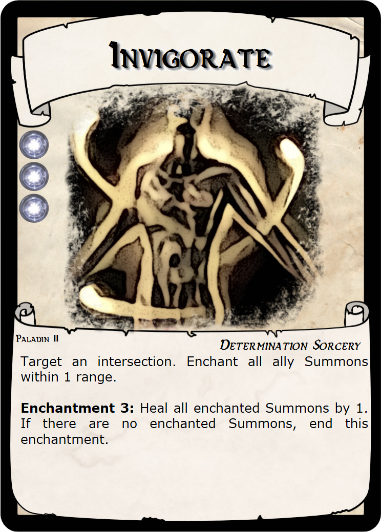 Invigorate
Paladin II
Determination Sorcery
Target an intersection. Enchant all ally Summons
within 1 range.
Enchantment 3: Heal all enchanted Summons by 1.
If there are no enchanted Summons, end this
enchantment.